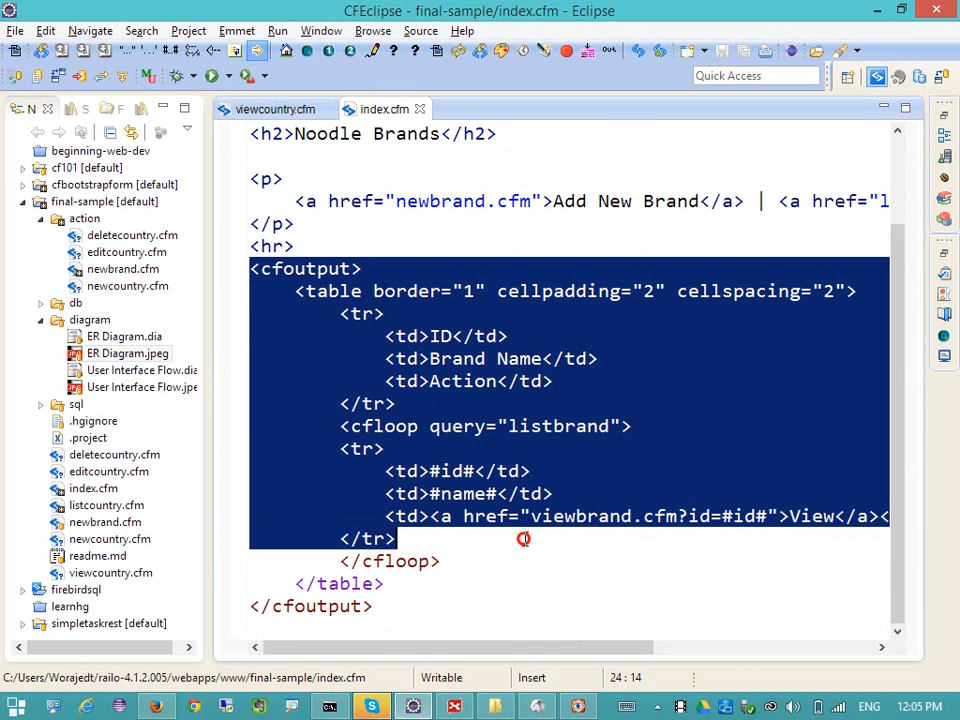 CFEclipse - final-sample/index.cfm - Eclipse
File Edit Navigate Search Project Emmet Run Window Browse Source Help
Quick Access
N S F
viewcountry.cfm index.cfm
beginning-web-dev
cf101 [default]
cfbootstrapform [default]
final-sample [default]
action
deletecountry.cfm
editcountry.cfm
newbrand.cfm
newcountry.cfm
db
diagram
ER Diagram.dia
ER Diagram.jpeg
User Interface Flow.dia
User Interface Flow.jpe
sql
.hgignore
.project
deletecountry.cfm
editcountry.cfm
index.cfm
listcountry.cfm
newbrand.cfm
newcountry.cfm
readme.md
viewcountry.cfm
firebirdsql
learnhg
simpletaskrest [default]
<h2>Noodle Brands</h2>
<p>
<a href="newbrand.cfm">Add New Brand</a> | <a href="l
</p>
<hr>
<cfoutput>
<table border="1" cellpadding="2" cellspacing="2">
<tr>
<td>ID</td>
<td>Brand Name</td>
<td>Action</td>
</tr>
<cfloop query="listbrand">
<tr>
<td>#id#</td>
<td>#name#</td>
<td><a href="viewbrand.cfm?id=#id#">View</a><
</tr>
</cfloop>
</table>
</cfoutput>
C:/Users/Worajedt/railo-4.1.2.005/webapps/www/final-sample/index.cfm Writable Insert 24 : 14
ENG 12:05 PM